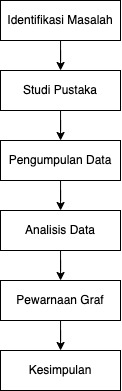 Identifikasi Masalah
Studi Pustaka
Pengumpulan Data
Analisis Data
Pewarnaan Graf
Kesimpulan